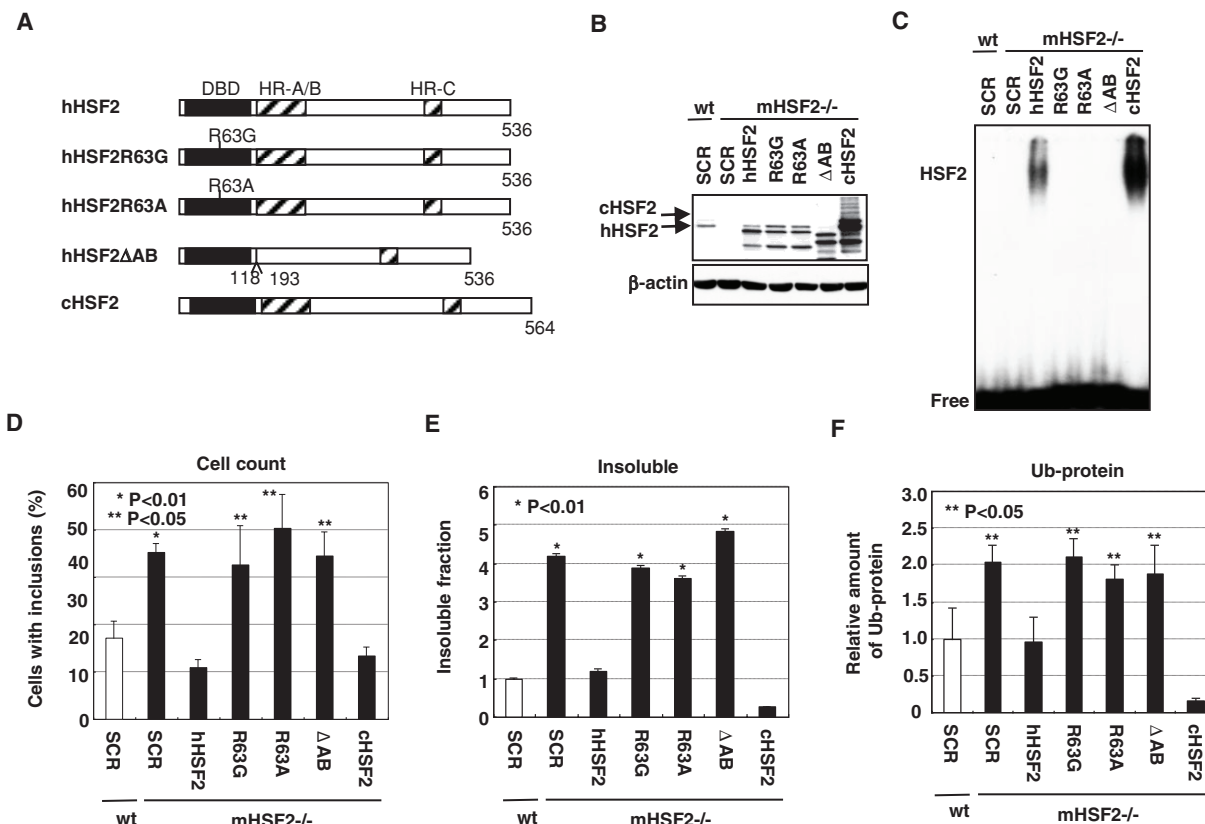 A
DBD HR-A/B HR-C
hHSF2
536
R63G
hHSF2R63G
536
R63A
hHSF2R63A
536
hHSF2ΔAB
118 193 536
cHSF2
564
B
wt mHSF2-/-
SCR SCR hHSF2 R63G R63A ΔAB cHSF2
cHSF2
hHSF2
β-actin
C
wt mHSF2-/-
SCR SCR hHSF2 R63G R63A ΔAB cHSF2
HSF2
Free
D
Cell count
Cells with inclusions (%)
60
50
40
30
20
10
0
* P<0.01
** P<0.05
* ** ** **
SCR SCR hHSF2 R63G R63A ΔAB cHSF2
wt mHSF2-/-
E
Insoluble
Insoluble fraction
6
5
4
3
2
1
0
* P<0.01
* * * *
SCR SCR hHSF2 R63G R63A ΔAB cHSF2
wt mHSF2-/-
F
Ub-protein
Relative amount
of Ub-protein
3.0
2.5
2.0
1.5
1.0
0.5
0
** P<0.05
** ** ** **
SCR SCR hHSF2 R63G R63A ΔAB cHSF2
wt mHSF2-/-